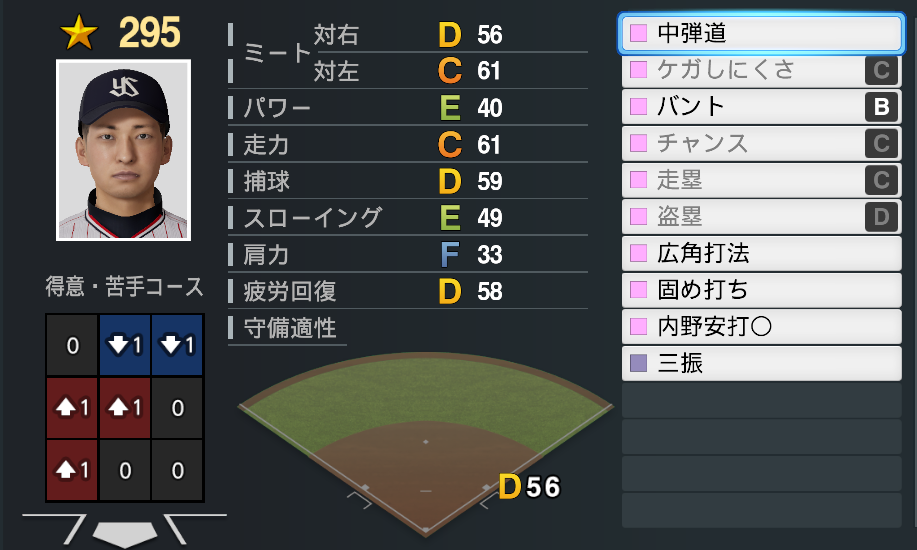 295
YS
得意・苦手コース
0 1 1
1 1 0
1 0 0
ミート 対右 D 56
対左 C 61
パワー E 40
走力 C 61
捕球 D 59
スローイング E 49
肩力 F 33
疲労回復 D 58
守備適性
D56
中弾道
ケガしにくさ C
バント B
チャンス C
走塁 C
盗塁 D
広角打法
固め打ち
内野安打○
三振